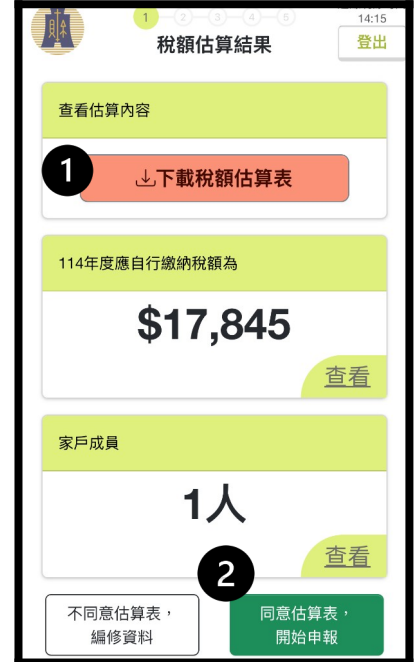 1 2 3 4 5
14:15
稅額估算結果
登出
查看估算內容
1
下載稅額估算表
114年度應自行繳納稅額為
$17,845
查看
家戶成員
1人
查看
2
不同意估算表，
編修資料
同意估算表，
開始申報